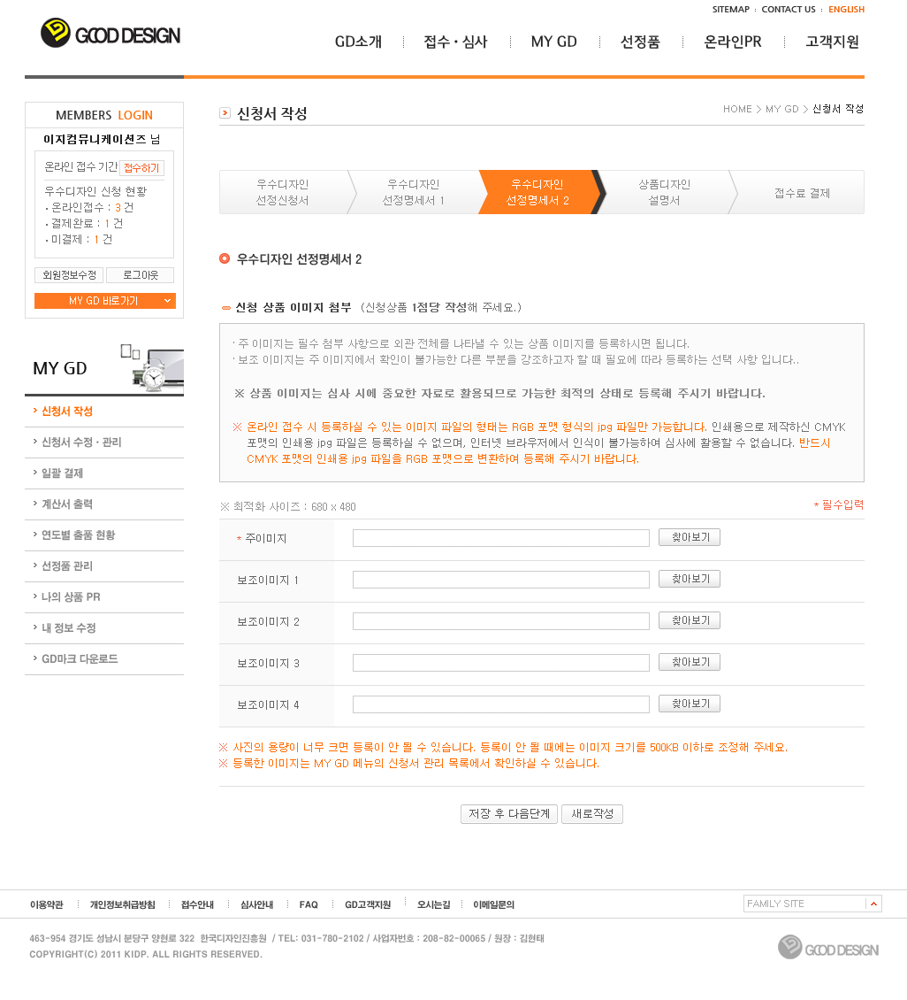 SITEMAP CONTACT US ENGLISH
GOOD DESIGN
GD소개 접수·심사 MY GD 선정품 온라인PR 고객지원
MEMBERS LOGIN
이지컴뮤니케이션즈 님
온라인 접수 기간 접수하기
우수디자인 신청 현황
· 온라인접수 : 3 건
· 결제완료 : 1 건
· 미결제 : 1 건
회원정보수정 로그아웃
MY GD 바로가기
MY GD
신청서 작성
신청서 수정·관리
일괄 결제
계산서 출력
연도별 출품 현황
선정품 관리
나의 상품 PR
내 정보 수정
GD마크 다운로드
신청서 작성
HOME > MY GD > 신청서 작성
우수디자인
선정신청서
우수디자인
선정명세서 1
우수디자인
선정명세서 2
상품디자인
설명서
접수료 결제
우수디자인 선정명세서 2
신청 상품 이미지 첨부 (신청상품 1점당 작성해 주세요.)
· 주 이미지는 필수 첨부 사항으로 외관 전체를 나타낼 수 있는 상품 이미지를 등록하시면 됩니다.
· 보조 이미지는 주 이미지에서 확인이 불가능한 다른 부분을 강조하고자 할 때 필요에 따라 등록하는 선택 사항 입니다..
※ 상품 이미지는 심사 시에 중요한 자료로 활용되므로 가능한 최적의 상태로 등록해 주시기 바랍니다.
※ 온라인 접수 시 등록하실 수 있는 이미지 파일의 형태는 RGB 포맷 형식의 jpg 파일만 가능합니다. 인쇄용으로 제작하신 CMYK
포맷의 인쇄용 jpg 파일은 등록하실 수 없으며, 인터넷 브라우저에서 인식이 불가능하여 심사에 활용할 수 없습니다. 반드시
CMYK 포맷의 인쇄용 jpg 파일을 RGB 포맷으로 변환하여 등록해 주시기 바랍니다.
※ 최적화 사이즈 : 680 x 480
* 필수입력
* 주이미지 찾아보기
보조이미지 1 찾아보기
보조이미지 2 찾아보기
보조이미지 3 찾아보기
보조이미지 4 찾아보기
※ 사진의 용량이 너무 크면 등록이 안 될 수 있습니다. 등록이 안 될 때에는 이미지 크기를 500KB 이하로 조정해 주세요.
※ 등록한 이미지는 MY GD 메뉴의 신청서 관리 목록에서 확인하실 수 있습니다.
저장 후 다음단계 새로작성
이용약관 개인정보취급방침 접수안내 심사안내 FAQ GD고객지원 오시는길 이메일문의
FAMILY SITE
463-954 경기도 성남시 분당구 양현로 322 한국디자인진흥원 / TEL: 031-780-2102 / 사업자번호 : 208-82-00065 / 원장 : 김현태
COPYRIGHT(C) 2011 KIDP. ALL RIGHTS RESERVED.
GOOD DESIGN